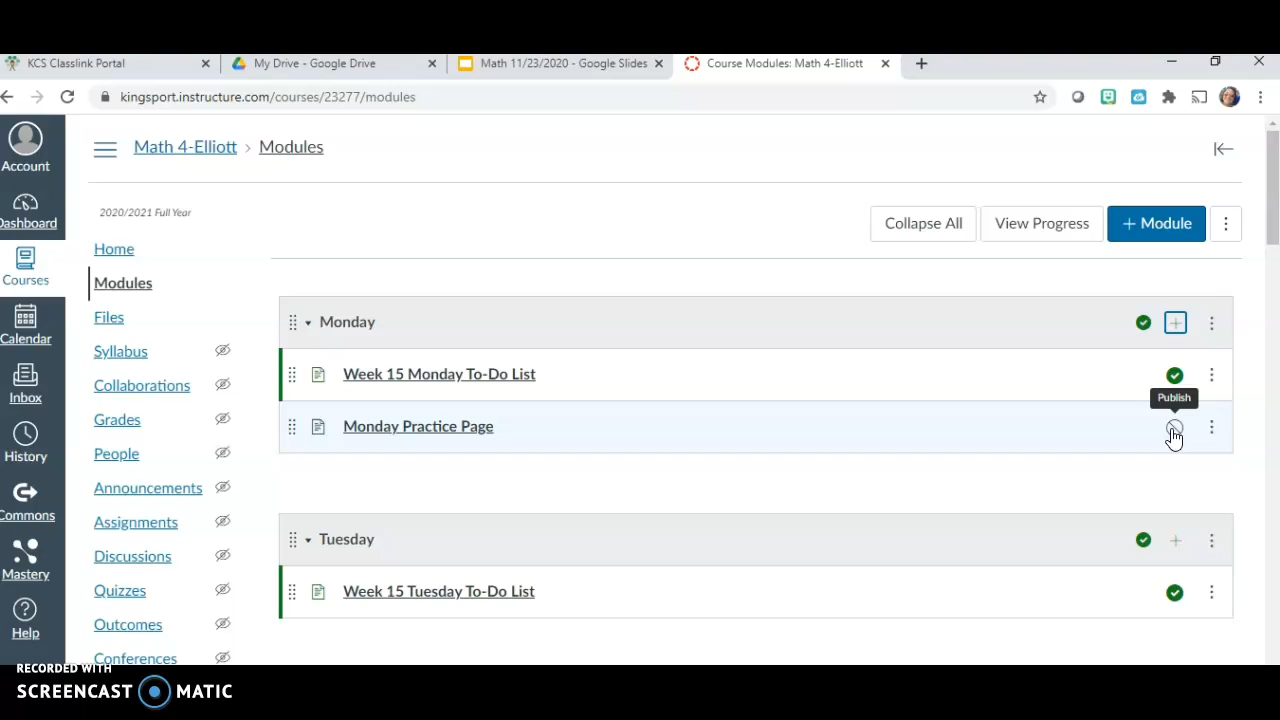 KCS Classlink Portal
My Drive - Google Drive
Math 11/23/2020 - Google Slides
Course Modules: Math 4-Elliott
kingsport.instructure.com/courses/23277/modules
Account
Dashboard
Courses
Calendar
Inbox
History
Commons
Mastery
Help
Math 4-Elliott > Modules
2020/2021 Full Year
Home
Modules
Files
Syllabus
Collaborations
Grades
People
Announcements
Assignments
Discussions
Quizzes
Outcomes
Conferences
Collapse All
View Progress
+ Module
Monday
Week 15 Monday To-Do List
Publish
Monday Practice Page
Tuesday
Week 15 Tuesday To-Do List
RECORDED WITH
SCREENCAST MATIC